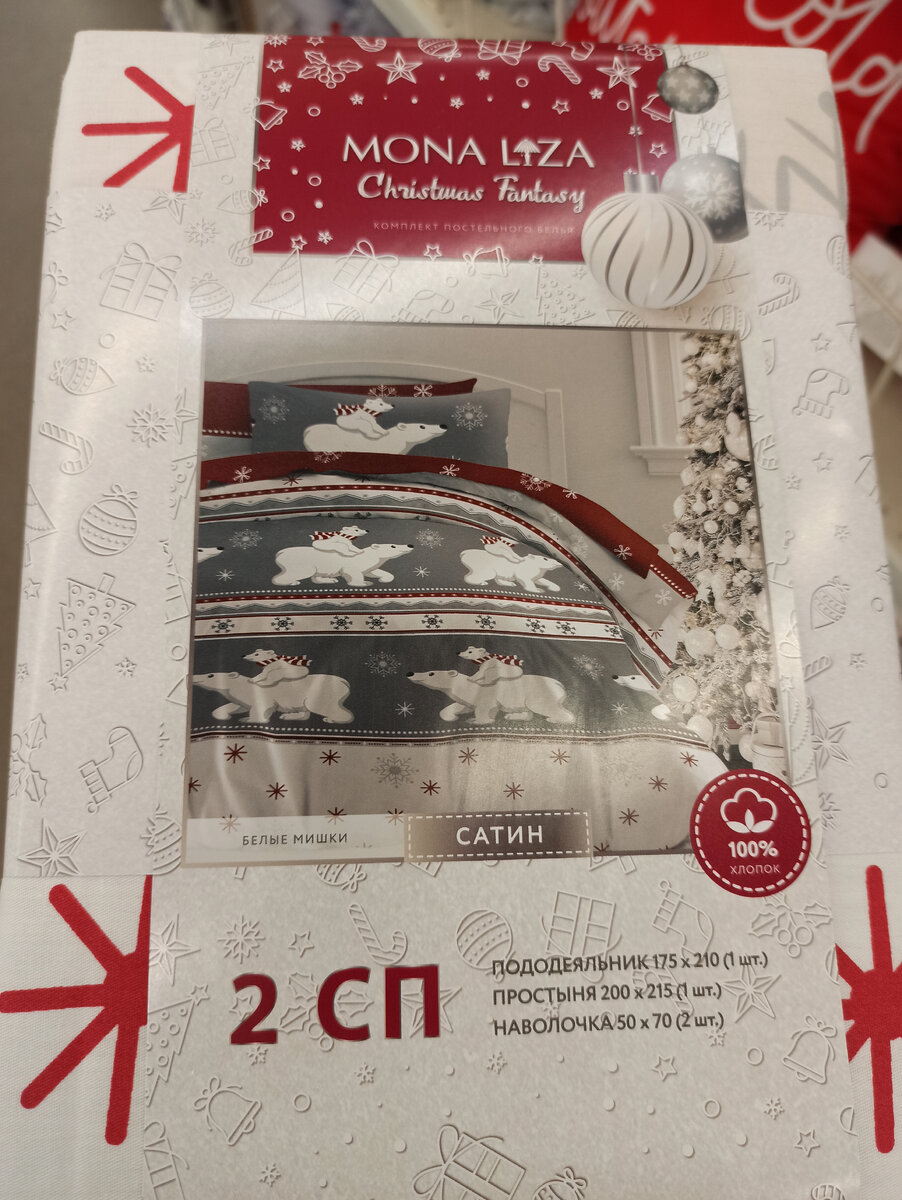 MONA LIZA
Christmas Fantasy
КОМПЛЕКТ ПОСТЕЛЬНОГО БЕЛЬЯ
БЕЛЫЕ МИШКИ
САТИН
100%
ХЛОПОК
2 СП
ПОДОДЕЯЛЬНИК 175 x 210 (1 шт.)
ПРОСТЫНЯ 200 x 215 (1 шт.)
НАВОЛОЧКА 50 x 70 (2 шт.)